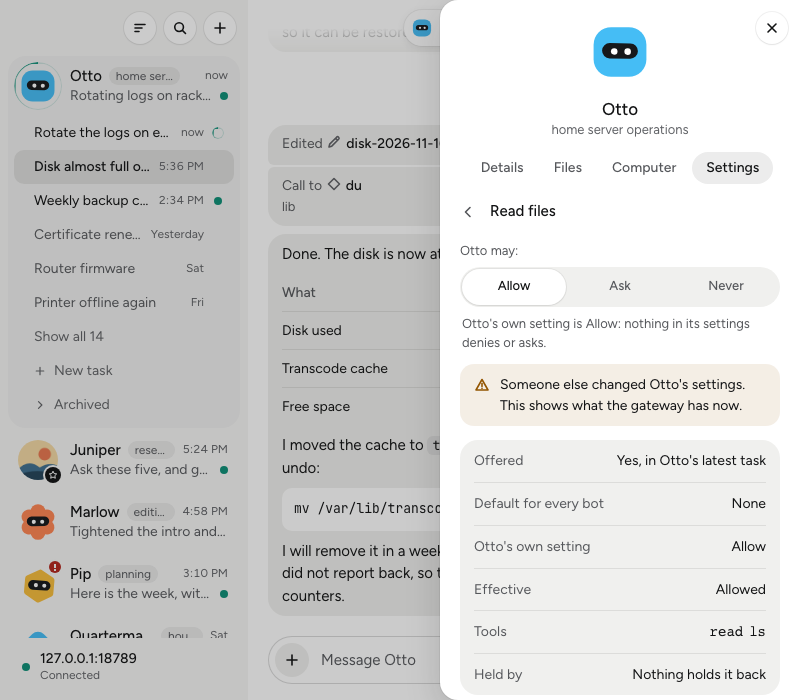 Otto home ser... now
Rotating logs on rack...
Rotate the logs on e... now
Disk almost full o... 5:36 PM
Weekly backup c... 2:34 PM
Certificate rene... Yesterday
Router firmware Sat
Printer offline again Fri
Show all 14
New task
Archived
Juniper rese... 5:24 PM
Ask these five, and g...
Marlow editi... 4:58 PM
Tightened the intro and...
Pip planning 3:10 PM
Here is the week, wit...
Quarterma hou... Sat
127.0.0.1:18789
Connected
so it can be restor
Edited disk-2026-11-1
Call to du
lib
Done. The disk is now at
What
Disk used
Transcode cache
Free space
I moved the cache to
undo:
mv /var/lib/transco
I will remove it in a week
did not report back, so t
counters.
Message Otto
Otto
home server operations
Details Files Computer Settings
Read files
Otto may:
Allow Ask Never
Otto's own setting is Allow: nothing in its settings
denies or asks.
Someone else changed Otto's settings.
This shows what the gateway has now.
Offered Yes, in Otto's latest task
Default for every bot None
Otto's own setting Allow
Effective Allowed
Tools read ls
Held by Nothing holds it back